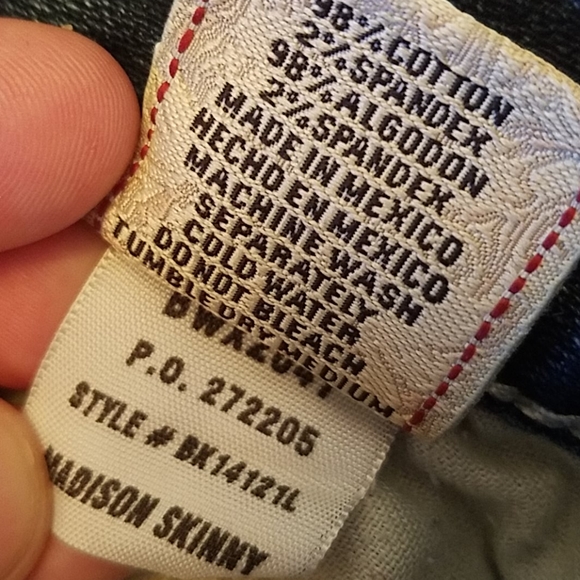 98% COTTON
2% SPANDEX
98% ALGODON
2% SPANDEX
MADE IN MEXICO
HECHO EN MEXICO
MACHINE WASH
SEPARATELY
COLD WATER
DO NOT BLEACH
TUMBLE DRY MEDIUM
P.O. 272205
STYLE # BK14121L
MADISON SKINNY